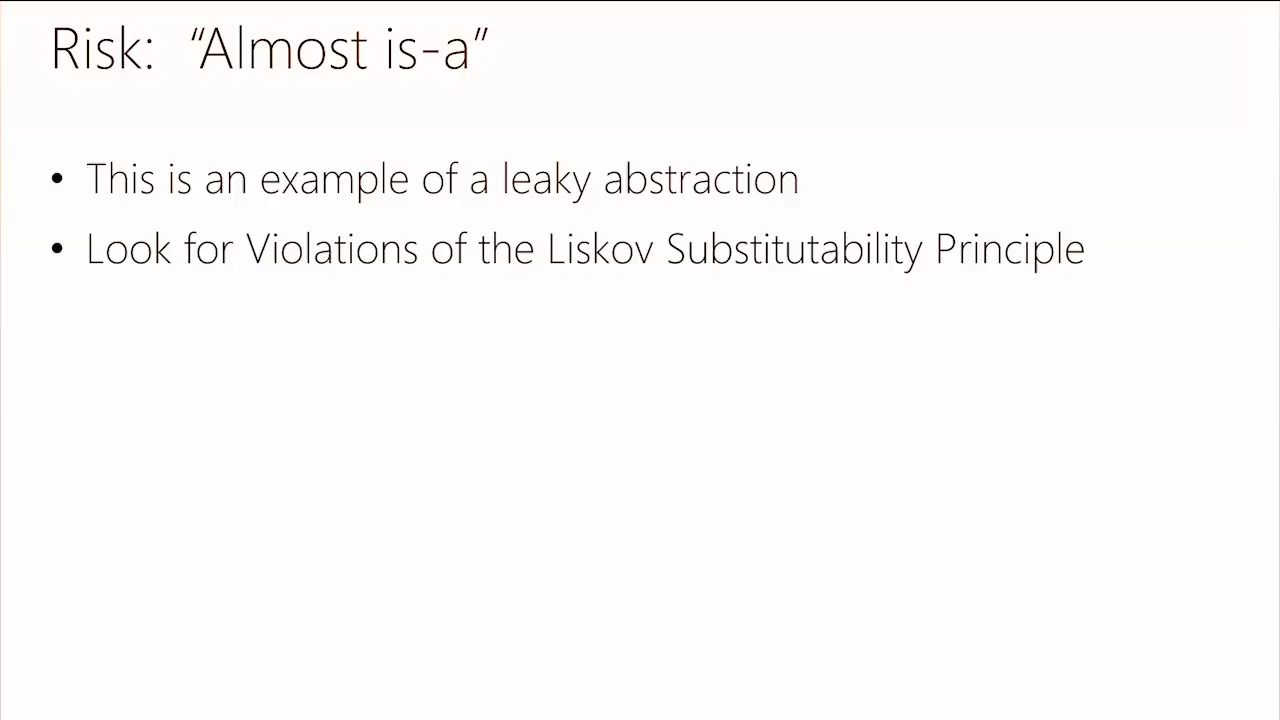 Risk: “Almost is-a”
• This is an example of a leaky abstraction
• Look for Violations of the Liskov Substitutability Principle